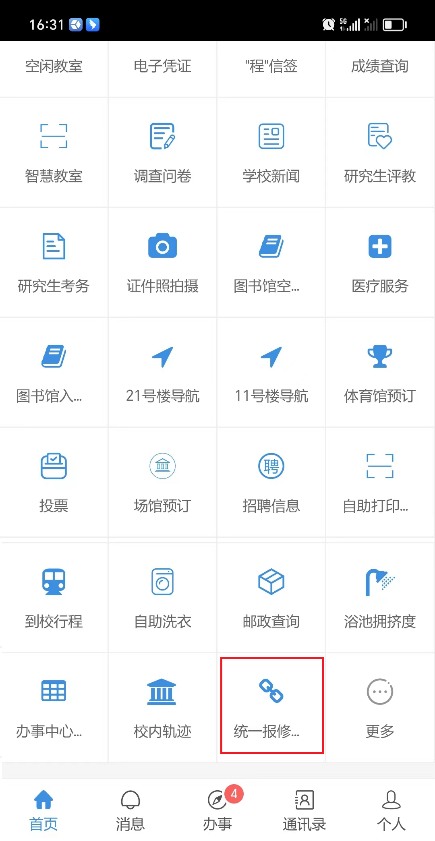 16:31
5G
空闲教室 电子凭证 "程"信签 成绩查询
智慧教室 调查问卷 学校新闻 研究生评教
研究生考务 证件照拍摄 图书馆空... 医疗服务
图书馆入... 21号楼导航 11号楼导航 体育馆预订
聘
投票 场馆预订 招聘信息 自助打印...
到校行程 自助洗衣 邮政查询 浴池拥挤度
办事中心... 校内轨迹 统一报修... 更多
4
首页 消息 办事 通讯录 个人